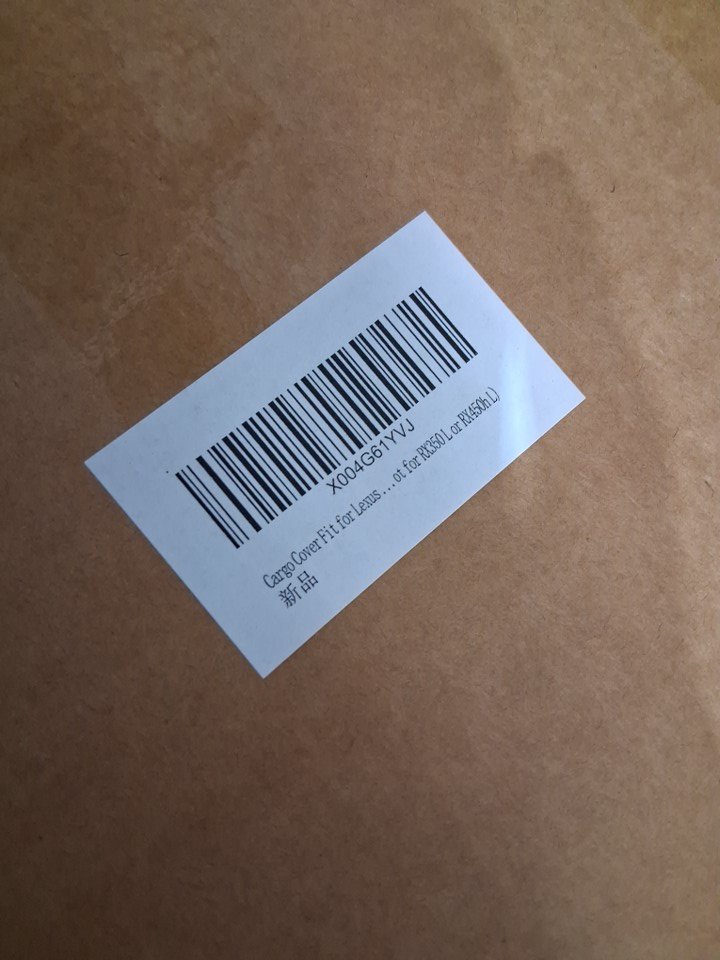 X004G61YVJ
Cargo Cover Fit for Lexus ... ot for RX350 L or RX450h L)
新品